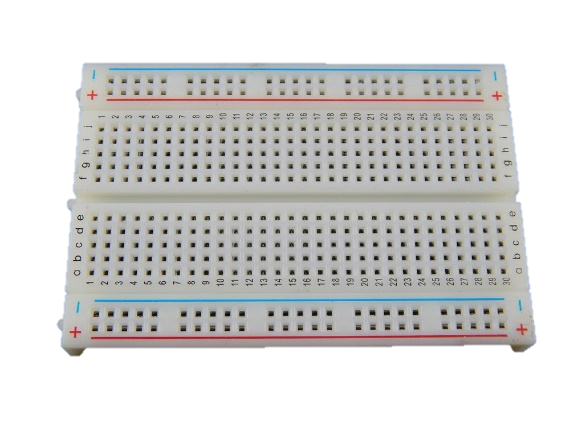 − −
+ +
1 2 3 4 5 6 7 8 9 10 11 12 13 14 15 16 17 18 19 20 21 22 23 24 25 26 27 28 29 30
j j
i i
h h
g g
f f
e e
d d
c c
b b
a a
1 2 3 4 5 6 7 8 9 10 11 12 13 14 15 16 17 18 19 20 21 22 23 24 25 26 27 28 29 30
− −
+ +